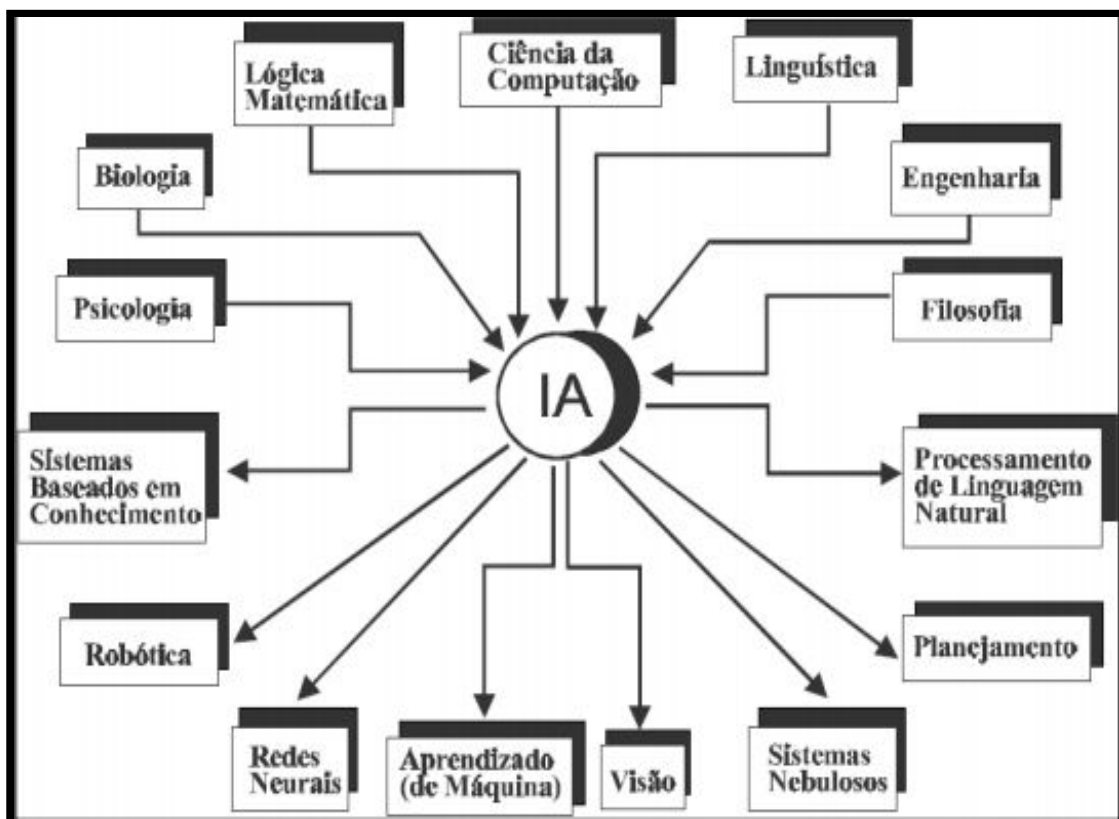 Lógica
Matemática
Ciência da
Computação
Linguística
Biologia
Engenharia
Psicologia
Filosofia
IA
Sistemas
Baseados em
Conhecimento
Processamento
de Linguagem
Natural
Robótica
Planejamento
Redes
Neurais
Aprendizado
(de Máquina)
Visão
Sistemas
Nebulosos